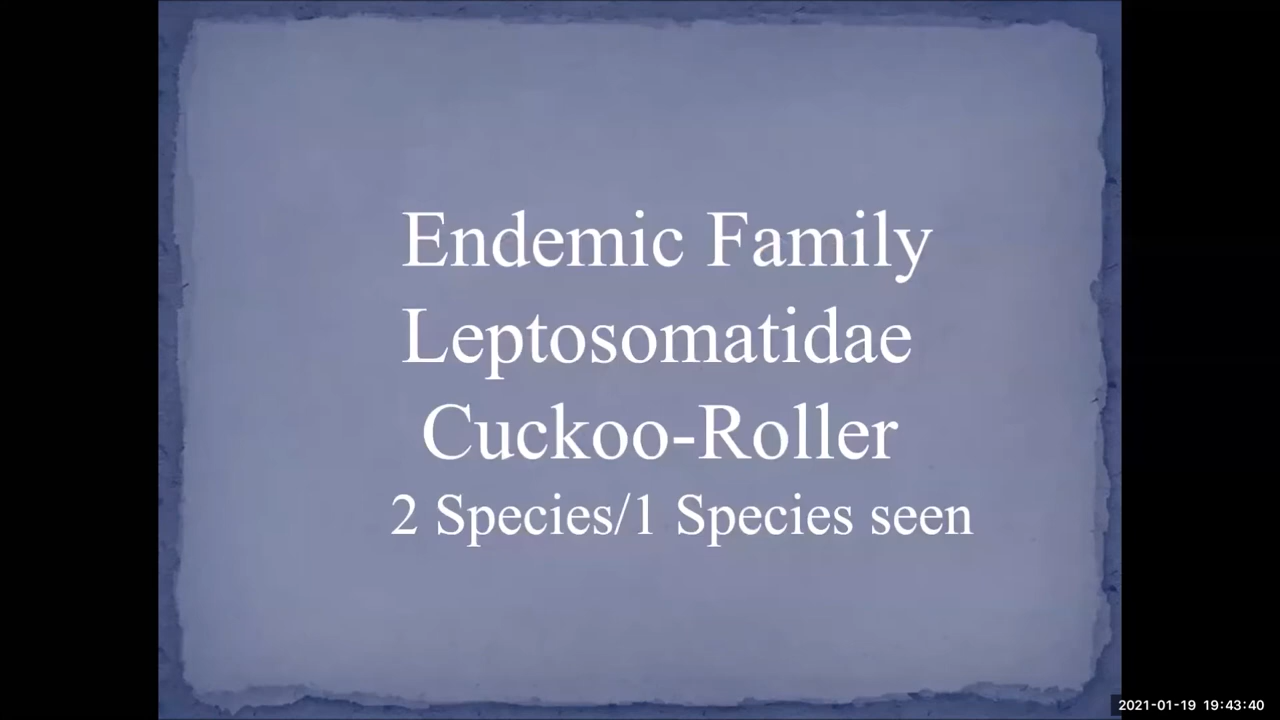 Endemic Family
Leptosomatidae
Cuckoo-Roller
2 Species/1 Species seen
2021-01-19 19:43:40